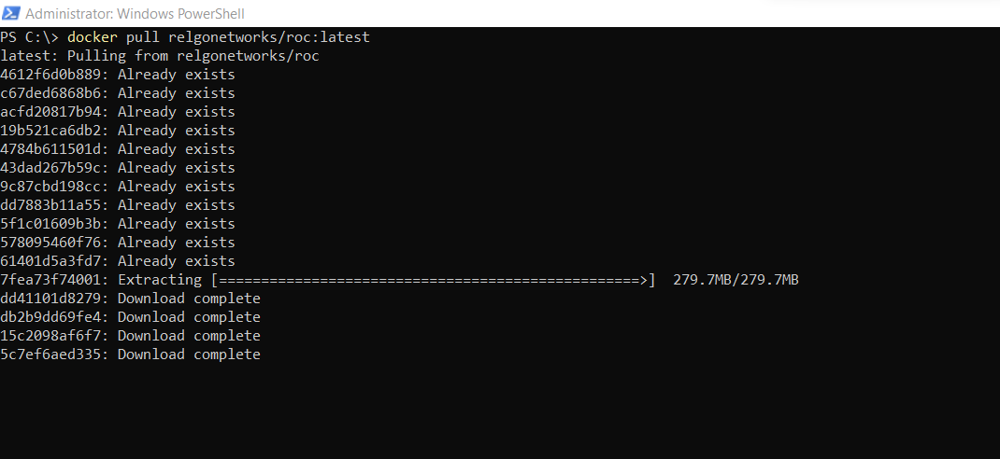 Administrator: Windows PowerShell
PS C:\> docker pull relgonetworks/roc:latest
latest: Pulling from relgonetworks/roc
4612f6d0b889: Already exists
c67ded6868b6: Already exists
acfd20817b94: Already exists
19b521ca6db2: Already exists
4784b611501d: Already exists
43dad267b59c: Already exists
9c87cbd198cc: Already exists
dd7883b11a55: Already exists
5f1c01609b3b: Already exists
578095460f76: Already exists
61401d5a3fd7: Already exists
7fea73f74001: Extracting [==================================================>]  279.7MB/279.7MB
dd41101d8279: Download complete
db2b9dd69fe4: Download complete
15c2098af6f7: Download complete
5c7ef6aed335: Download complete